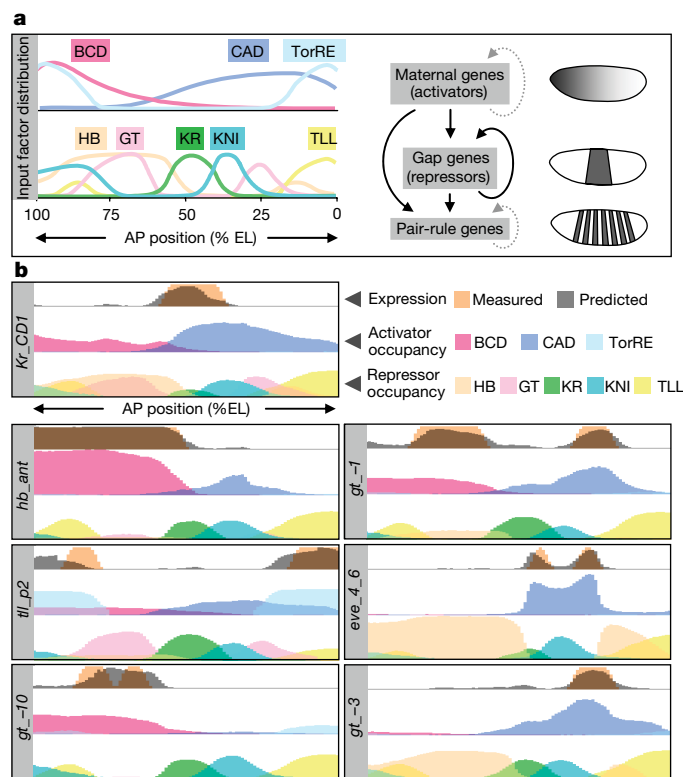 a
Input factor distribution
BCD
CAD
TorRE
HB
GT
KR
KNI
TLL
100
75
50
25
0
AP position (% EL)
Maternal genes
(activators)
Gap genes
(repressors)
Pair-rule genes
b
Kr_CD1
AP position (%EL)
Expression
Measured
Predicted
Activator
occupancy
BCD
CAD
TorRE
Repressor
occupancy
HB
GT
KR
KNI
TLL
hb_ant
gt_–1
tll_p2
eve_4_6
gt_–10
gt_–3